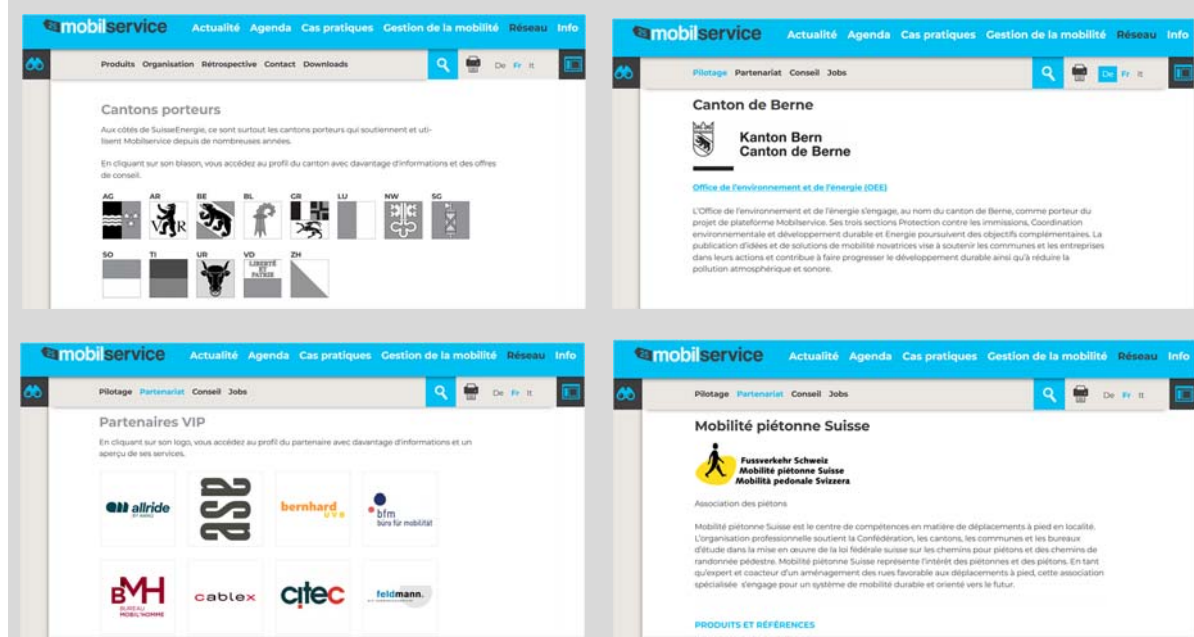 mobilservice
Actualité Agenda Cas pratiques Gestion de la mobilité Réseau Info
Produits Organisation Rétrospective Contact Downloads
De Fr It
Cantons porteurs
Aux côtés de SuisseEnergie, ce sont surtout les cantons porteurs qui soutiennent et uti-
lisent Mobilservice depuis de nombreuses années.
En cliquant sur son blason, vous accédez au profil du canton avec davantage d'informations et des offres
de conseil.
AG AR BE BL GR LU NW SG
V R
SO TI UR VD ZH
LIBERTÉ
ET
PATRIE
mobilservice
Actualité Agenda Cas pratiques Gestion de la mobilité Réseau Info
Pilotage Partenariat Conseil Jobs
De Fr It
Canton de Berne
Kanton Bern
Canton de Berne
Office de l'environnement et de l'énergie (OEE)
L'Office de l'environnement et de l'énergie s'engage, au nom du canton de Berne, comme porteur du
projet de plateforme Mobilservice. Ses trois sections Protection contre les immissions, Coordination
environnementale et développement durable et Energie poursuivent des objectifs complémentaires. La
publication d'idées et de solutions de mobilité novatrices vise à soutenir les communes et les entreprises
dans leurs actions et contribue à faire progresser le développement durable ainsi qu'à réduire la
pollution atmosphérique et sonore.
mobilservice
Actualité Agenda Cas pratiques Gestion de la mobilité Réseau Info
Pilotage Partenariat Conseil Jobs
De Fr It
Partenaires VIP
En cliquant sur son logo, vous accédez au profil du partenaire avec davantage d'informations et un
aperçu de ses services.
allride
ase
bernhard
bfm
büro für mobilität
BMH
BUREAU
MOBIL'HOMME
cablex
citec
feldmann.
mobilservice
Actualité Agenda Cas pratiques Gestion de la mobilité Réseau Info
Pilotage Partenariat Conseil Jobs
De Fr It
Mobilité piétonne Suisse
Fussverkehr Schweiz
Mobilité piétonne Suisse
Mobilità pedonale Svizzera
Association des piétons
Mobilité piétonne Suisse est le centre de compétences en matière de déplacements à pied en localité.
L'organisation professionnelle soutient la Confédération, les cantons, les communes et les bureaux
d'étude dans la mise en œuvre de la loi fédérale suisse sur les chemins pour piétons et des chemins de
randonnée pédestre. Mobilité piétonne Suisse représente l'intérêt des piétonnes et des piétons. En tant
qu'expert et coacteur d'un aménagement des rues favorable aux déplacements à pied, cette association
spécialisée s'engage pour un système de mobilité durable et orienté vers le futur.
PRODUITS ET RÉFÉRENCES